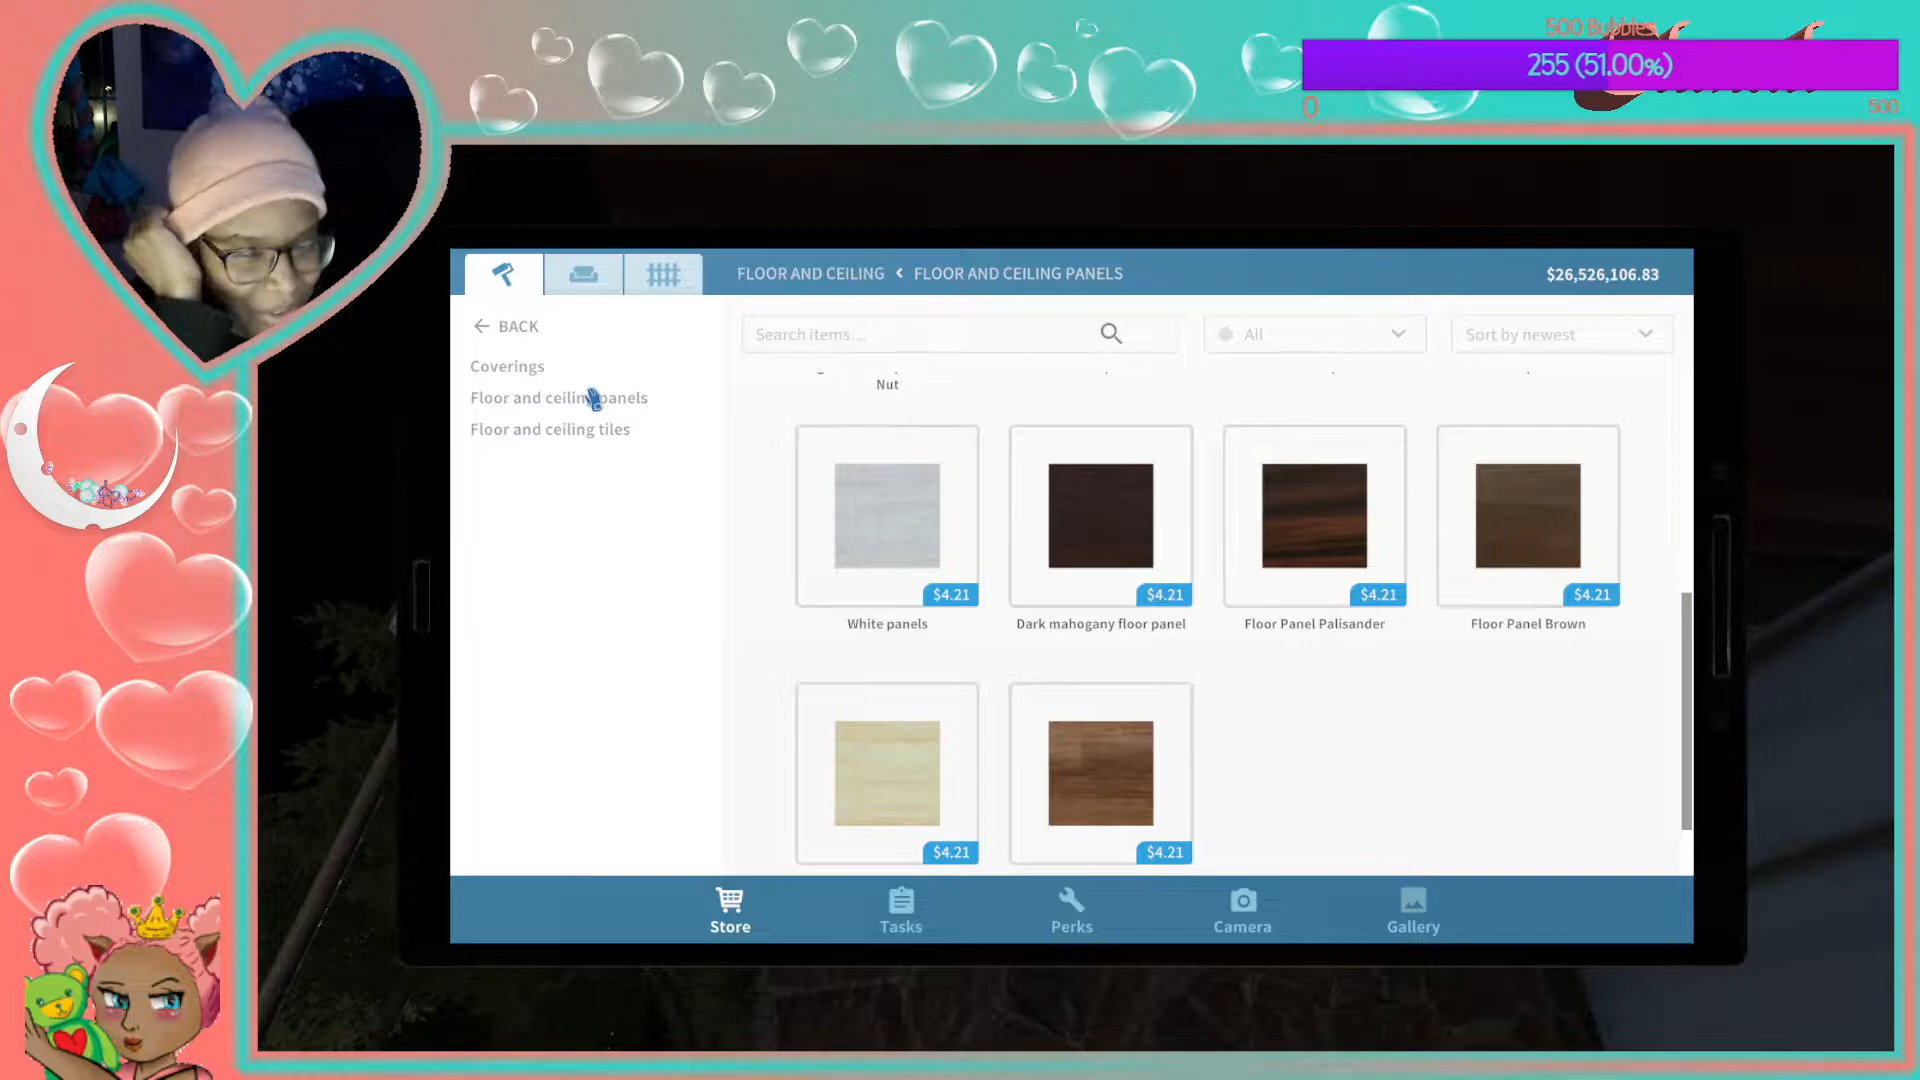 500 Bubbles
255 (51.00%)
0
500
FLOOR AND CEILING < FLOOR AND CEILING PANELS
$26,526,106.83
BACK
Search items...
All
Sort by newest
Coverings
Floor and ceiling panels
Floor and ceiling tiles
Nut
$4.21
$4.21
$4.21
$4.21
White panels
Dark mahogany floor panel
Floor Panel Palisander
Floor Panel Brown
$4.21
$4.21
Store
Tasks
Perks
Camera
Gallery